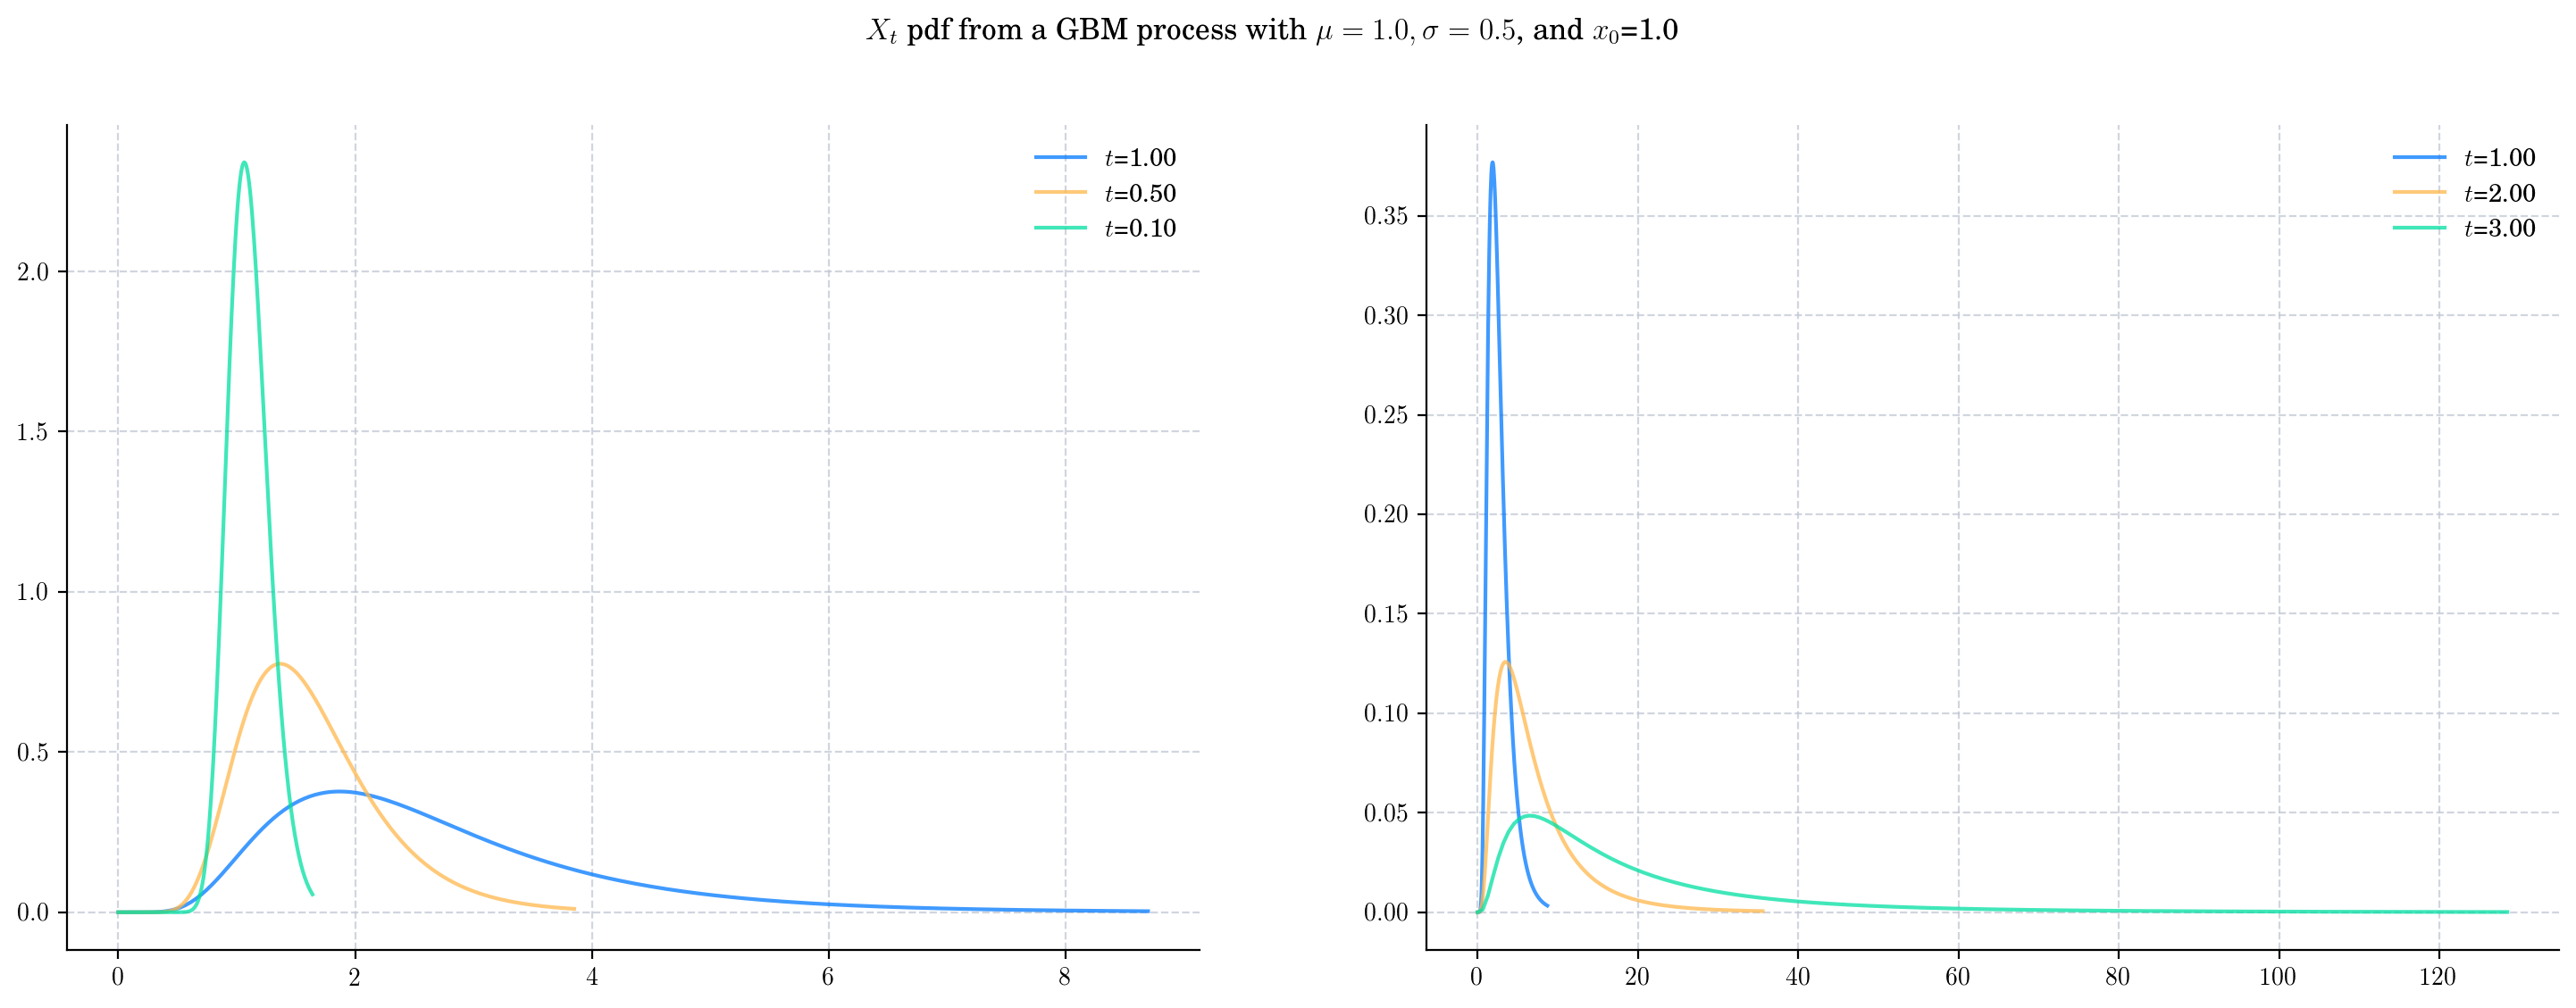 X_t pdf from a GBM process with μ = 1.0, σ = 0.5, and x_0=1.0
t=1.00
t=0.50
t=0.10
2.0
1.5
1.0
0.5
0.0
0 2 4 6 8
t=1.00
t=2.00
t=3.00
0.35
0.30
0.25
0.20
0.15
0.10
0.05
0.00
0 20 40 60 80 100 120